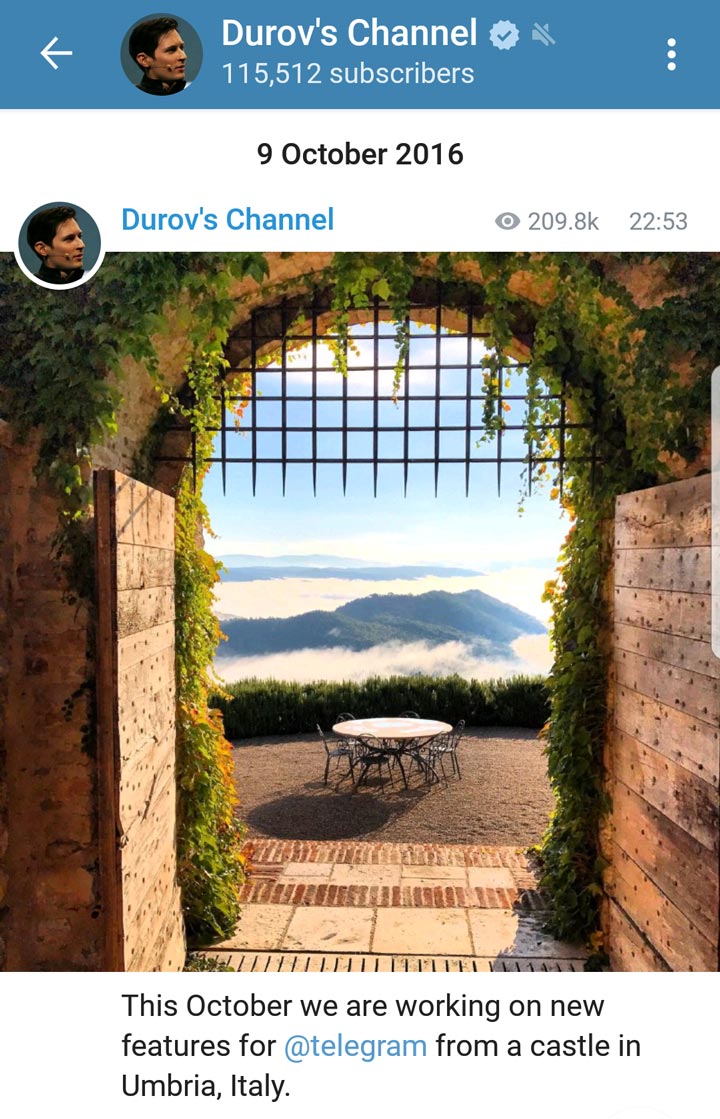 Durov's Channel
115,512 subscribers
9 October 2016
Durov's Channel 209.8k 22:53
This October we are working on new
features for @telegram from a castle in
Umbria, Italy.